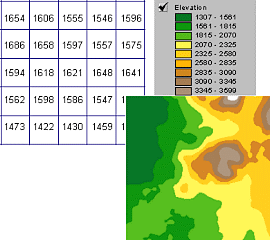 1654 1606 1555 1546 1596
1686 1658 1597 1557 1575
1594 1618 1621 1648 1641
1562 1598 1586 1547
1473 1422 1430 1459
Elevation
1307 - 1561
1561 - 1815
1815 - 2070
2070 - 2325
2325 - 2580
2580 - 2835
2835 - 3090
3090 - 3345
3345 - 3599